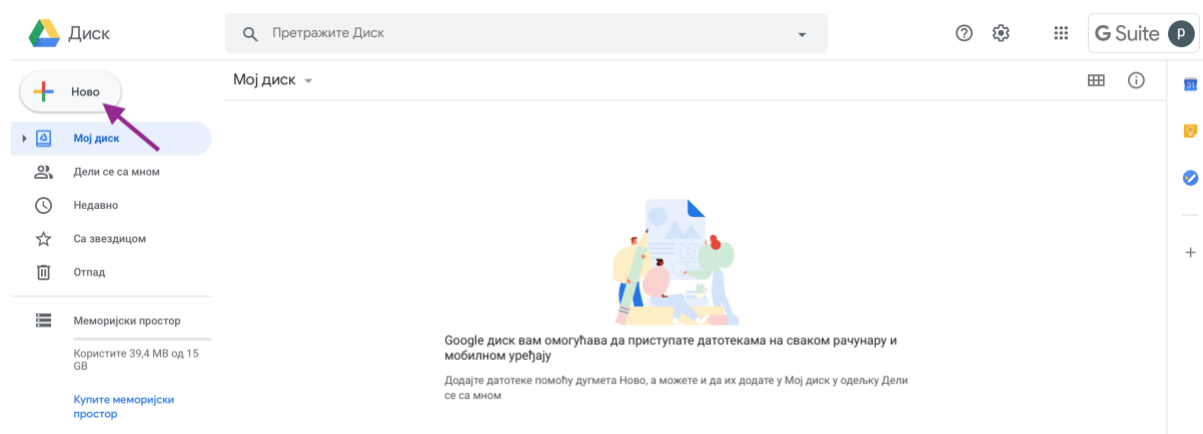 Диск
Претражите Диск
G Suite
p
Ново
Мој диск
31
Мој диск
Дели се са мном
Недавно
Са звездицом
Отпад
Меморијски простор
Користите 39,4 MB од 15
GB
Купите меморијски
простор
Google диск вам омогућава да приступате датотекама на сваком рачунару и
мобилном уређају
Додајте датотеке помоћу дугмета Ново, а можете и да их додате у Мој диск у одељку Дели
се са мном